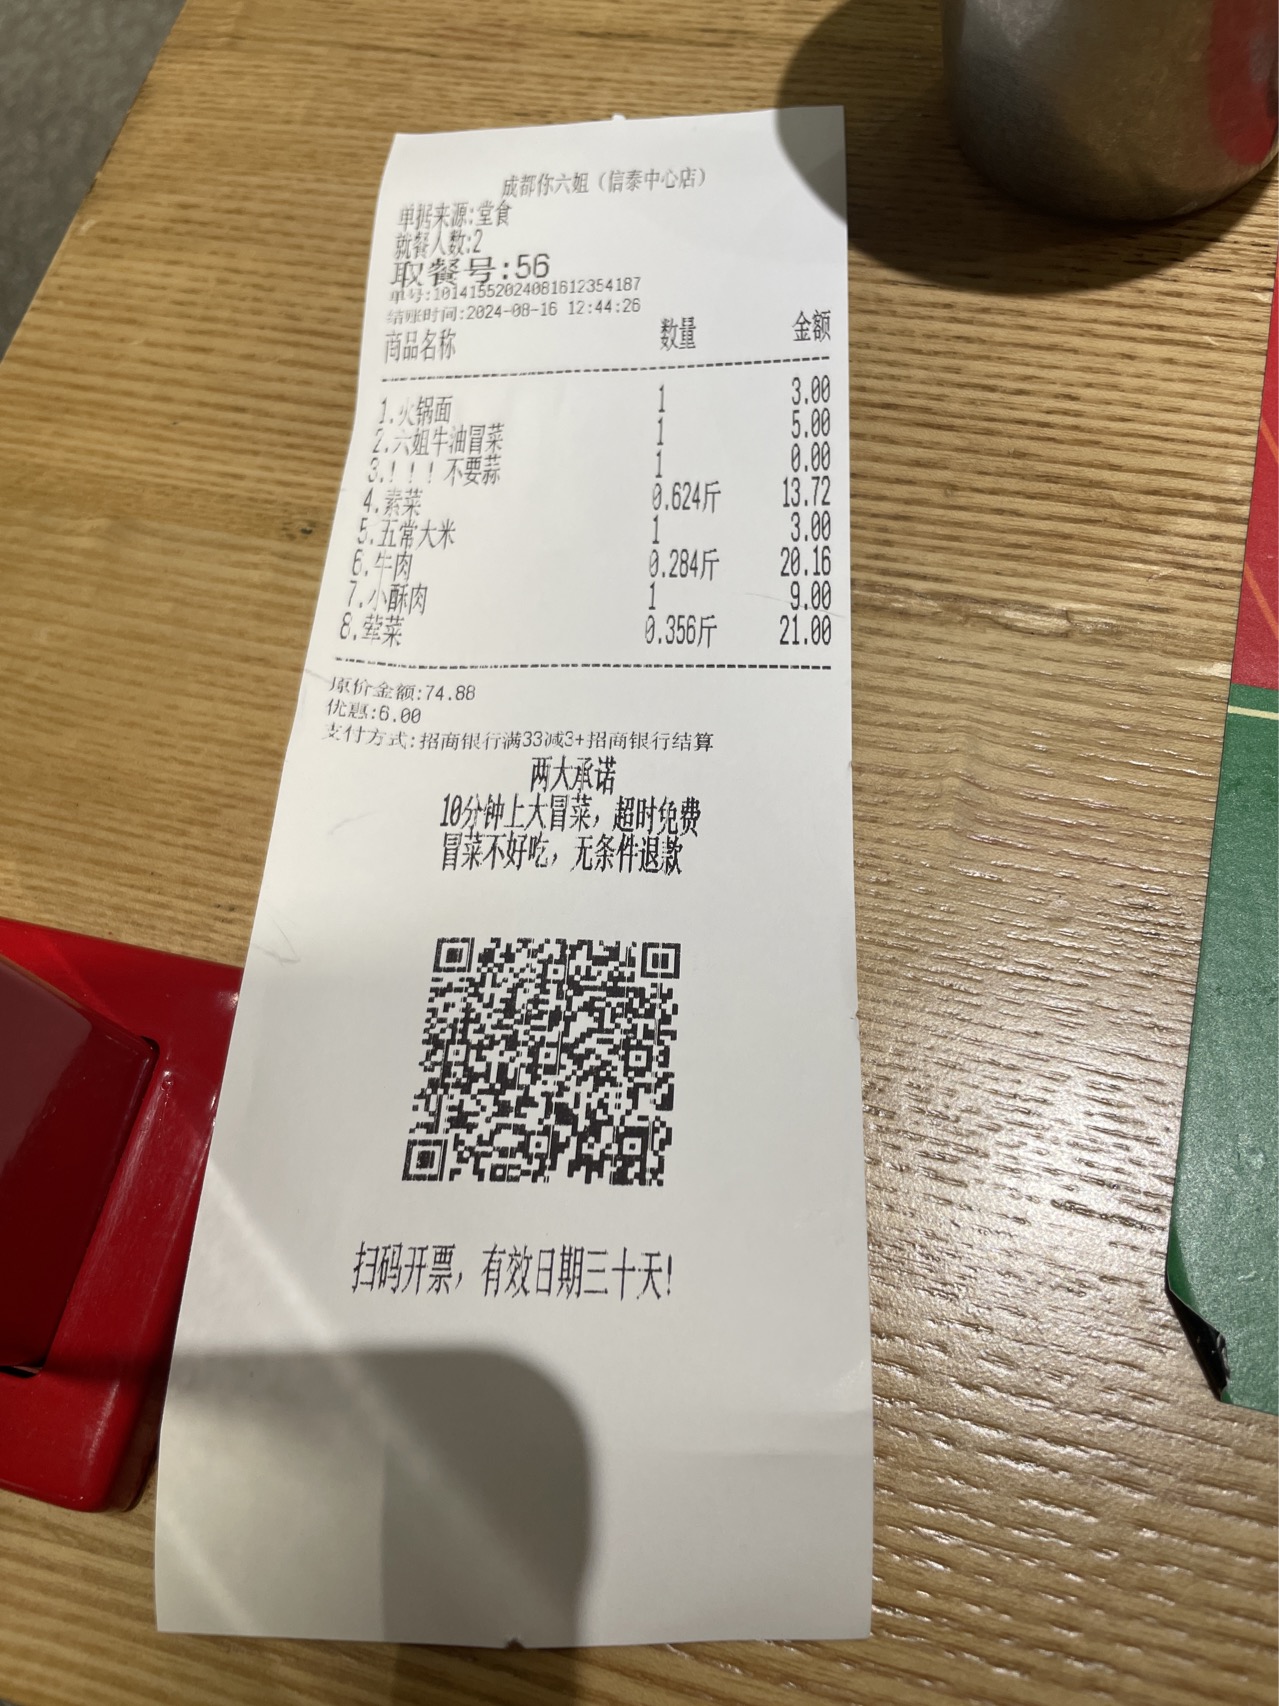 成都你六姐（信泰中心店）
单据来源:堂食
就餐人数:2
取餐号:56
单号:10141552024081612354187
结账时间:2024-08-16 12:44:26
商品名称 数量 金额
1.火锅面 1 3.00
2.六姐牛油冒菜 1 5.00
3.！！！不要蒜 1 0.00
4.素菜 0.624斤 13.72
5.五常大米 1 3.00
6.牛肉 0.284斤 20.16
7.小酥肉 1 9.00
8.荤菜 0.356斤 21.00
原价金额:74.88
优惠:6.00
支付方式:招商银行满33减3+招商银行结算
两大承诺
10分钟上大冒菜，超时免费
冒菜不好吃，无条件退款
扫码开票，有效日期三十天!